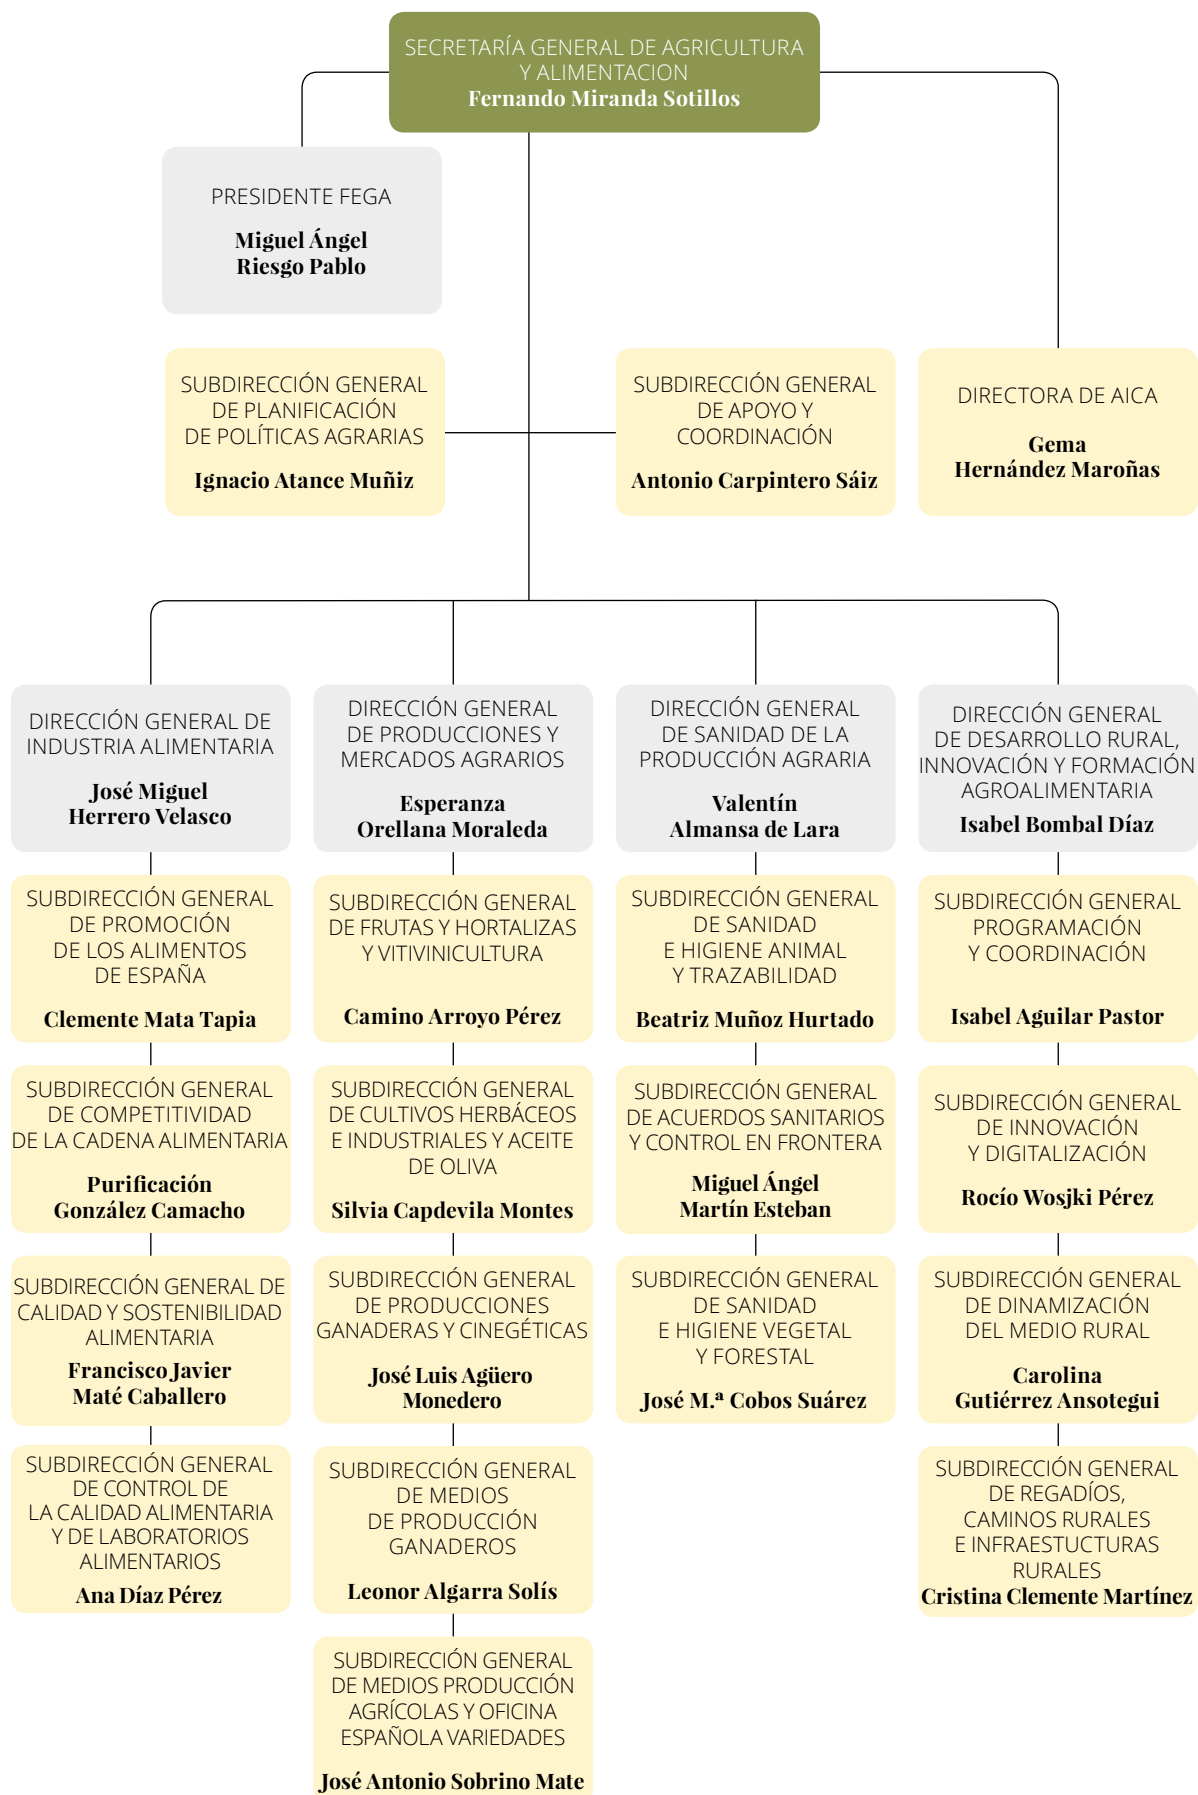 SECRETARÍA GENERAL DE AGRICULTURA
Y ALIMENTACION
Fernando Miranda Sotillos
PRESIDENTE FEGA
Miguel Ángel
Riesgo Pablo
SUBDIRECCIÓN GENERAL
DE PLANIFICACIÓN
DE POLÍTICAS AGRARIAS
Ignacio Atance Muñiz
SUBDIRECCIÓN GENERAL
DE APOYO Y
COORDINACIÓN
Antonio Carpintero Sáiz
DIRECTORA DE AICA
Gema
Hernández Maroñas
DIRECCIÓN GENERAL DE
INDUSTRIA ALIMENTARIA
José Miguel
Herrero Velasco
SUBDIRECCIÓN GENERAL
DE PROMOCIÓN
DE LOS ALIMENTOS
DE ESPAÑA
Clemente Mata Tapia
SUBDIRECCIÓN GENERAL
DE COMPETITIVIDAD
DE LA CADENA ALIMENTARIA
Purificación
González Camacho
SUBDIRECCIÓN GENERAL DE
CALIDAD Y SOSTENIBILIDAD
ALIMENTARIA
Francisco Javier
Maté Caballero
SUBDIRECCIÓN GENERAL
DE CONTROL DE
LA CALIDAD ALIMENTARIA
Y DE LABORATORIOS
ALIMENTARIOS
Ana Díaz Pérez
DIRECCIÓN GENERAL
DE PRODUCCIONES Y
MERCADOS AGRARIOS
Esperanza
Orellana Moraleda
SUBDIRECCIÓN GENERAL
DE FRUTAS Y HORTALIZAS
Y VITIVINICULTURA
Camino Arroyo Pérez
SUBDIRECCIÓN GENERAL
DE CULTIVOS HERBÁCEOS
E INDUSTRIALES Y ACEITE
DE OLIVA
Silvia Capdevila Montes
SUBDIRECCIÓN GENERAL
DE PRODUCCIONES
GANADERAS Y CINEGÉTICAS
José Luis Agüero
Monedero
SUBDIRECCIÓN GENERAL
DE MEDIOS
DE PRODUCCIÓN
GANADEROS
Leonor Algarra Solís
SUBDIRECCIÓN GENERAL
DE MEDIOS PRODUCCIÓN
AGRÍCOLAS Y OFICINA
ESPAÑOLA VARIEDADES
José Antonio Sobrino Mate
DIRECCIÓN GENERAL
DE SANIDAD DE LA
PRODUCCIÓN AGRARIA
Valentín
Almansa de Lara
SUBDIRECCIÓN GENERAL
DE SANIDAD
E HIGIENE ANIMAL
Y TRAZABILIDAD
Beatriz Muñoz Hurtado
SUBDIRECCIÓN GENERAL
DE ACUERDOS SANITARIOS
Y CONTROL EN FRONTERA
Miguel Ángel
Martín Esteban
SUBDIRECCIÓN GENERAL
DE SANIDAD
E HIGIENE VEGETAL
Y FORESTAL
José M.ª Cobos Suárez
DIRECCIÓN GENERAL
DE DESARROLLO RURAL,
INNOVACIÓN Y FORMACIÓN
AGROALIMENTARIA
Isabel Bombal Díaz
SUBDIRECCIÓN GENERAL
PROGRAMACIÓN
Y COORDINACIÓN
Isabel Aguilar Pastor
SUBDIRECCIÓN GENERAL
DE INNOVACIÓN
Y DIGITALIZACIÓN
Rocío Wosjki Pérez
SUBDIRECCIÓN GENERAL
DE DINAMIZACIÓN
DEL MEDIO RURAL
Carolina
Gutiérrez Ansotegui
SUBDIRECCIÓN GENERAL
DE REGADÍOS,
CAMINOS RURALES
E INFRAESTUCTURAS
RURALES
Cristina Clemente Martínez